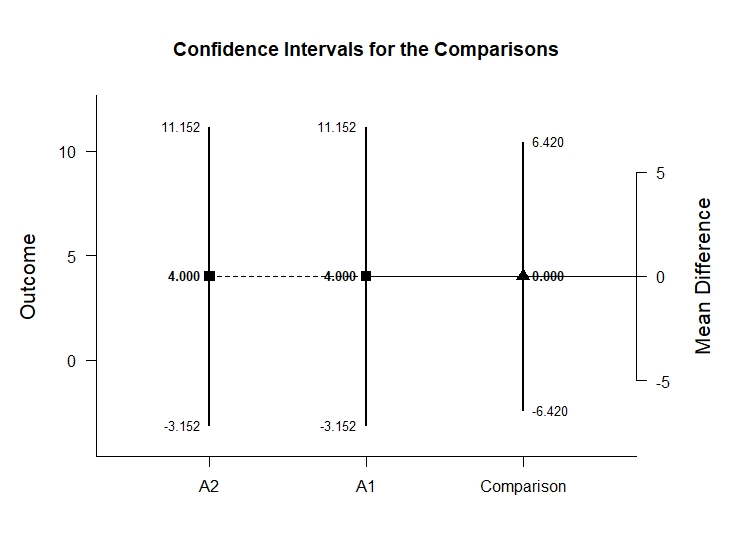 Confidence Intervals for the Comparisons
11.152
11.152
6.420
10
5
5
Outcome
4.000
4.000
0.000
0
Mean Difference
0
-5
-3.152
-3.152
-6.420
A2
A1
Comparison